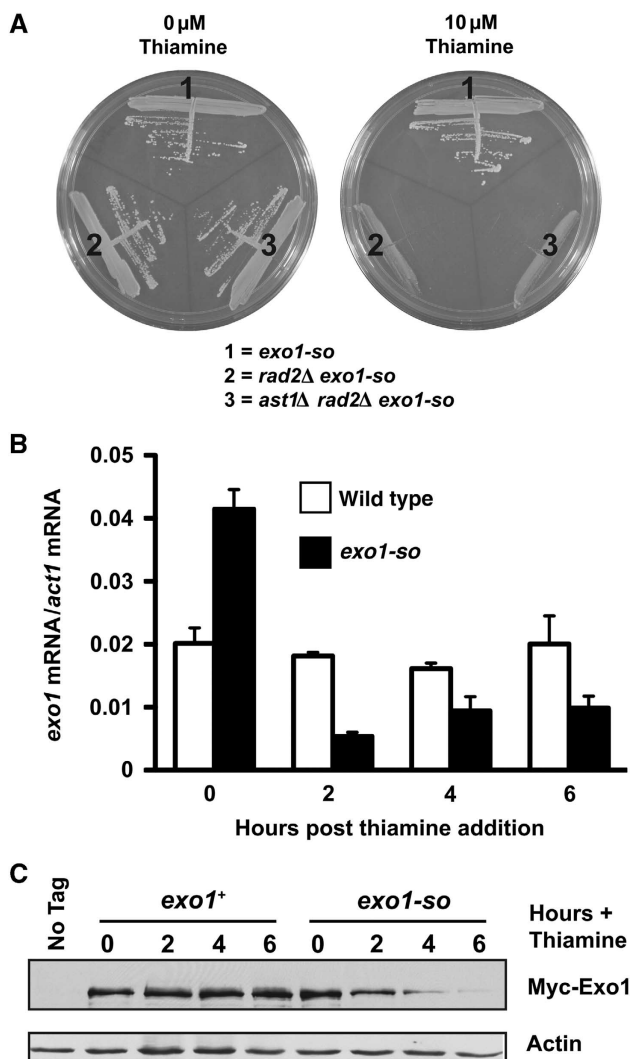 A
0 µM
Thiamine
10 µM
Thiamine
1
2
3
1
2
3
1 = exo1-so
2 = rad2Δ exo1-so
3 = ast1Δ rad2Δ exo1-so
B
exo1 mRNA/act1 mRNA
0.05
0.04
0.03
0.02
0.01
0
Wild type
exo1-so
0 2 4 6
Hours post thiamine addition
C
No Tag
exo1+
exo1-so
Hours +
Thiamine
0 2 4 6 0 2 4 6
Myc-Exo1
Actin